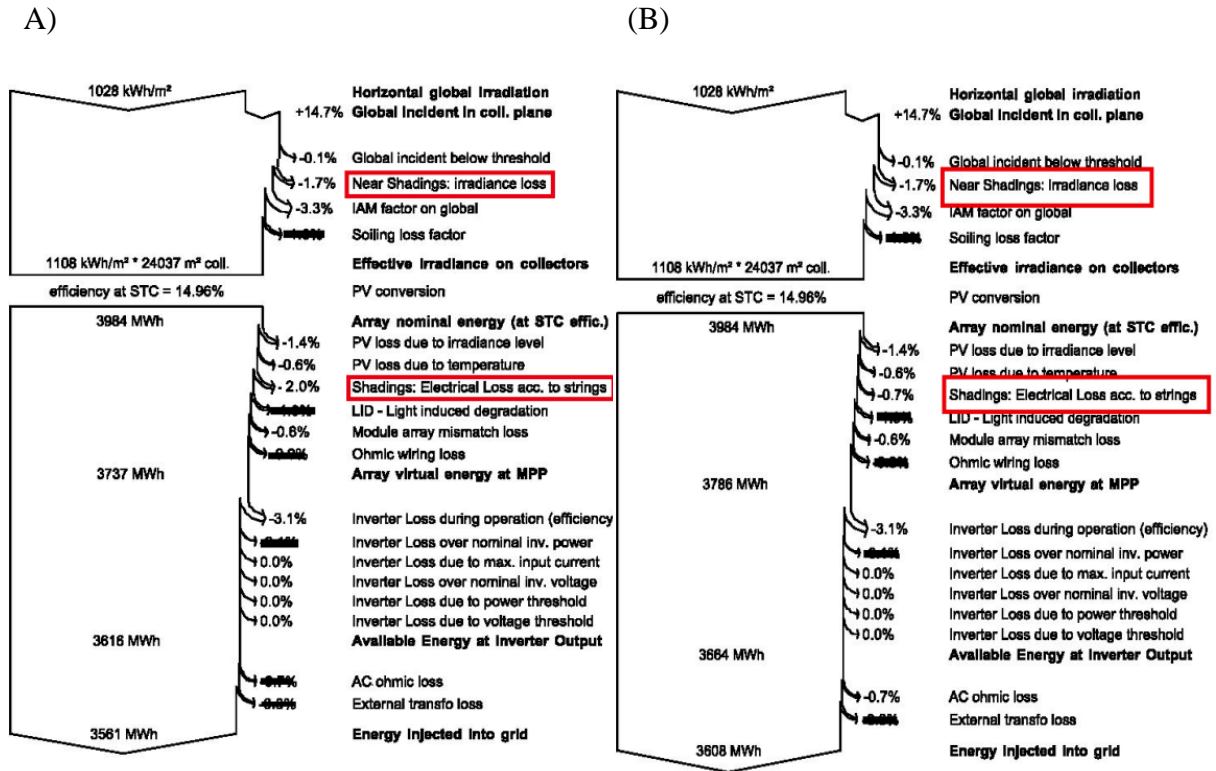 A)
1028 kWh/m²
Horizontal global irradiation
+14.7% Global incident in coll. plane
-0.1% Global incident below threshold
-1.7% Near Shadings: irradiance loss
-3.3% IAM factor on global
Soiling loss factor
1108 kWh/m² * 24037 m² coll. Effective irradiance on collectors
efficiency at STC = 14.96% PV conversion
3984 MWh Array nominal energy (at STC effic.)
-1.4% PV loss due to irradiance level
-0.6% PV loss due to temperature
- 2.0% Shadings: Electrical Loss acc. to strings
LID - Light induced degradation
-0.6% Module array mismatch loss
Ohmic wiring loss
3737 MWh Array virtual energy at MPP
-3.1% Inverter Loss during operation (efficiency
Inverter Loss over nominal inv. power
0.0% Inverter Loss due to max. input current
0.0% Inverter Loss over nominal inv. voltage
0.0% Inverter Loss due to power threshold
0.0% Inverter Loss due to voltage threshold
3616 MWh Available Energy at Inverter Output
AC ohmic loss
External transfo loss
3561 MWh Energy injected into grid
(B)
1028 kWh/m²
Horizontal global irradiation
+14.7% Global incident in coll. plane
-0.1% Global incident below threshold
-1.7% Near Shadings: irradiance loss
-3.3% IAM factor on global
Soiling loss factor
1108 kWh/m² * 24037 m² coll. Effective irradiance on collectors
efficiency at STC = 14.96% PV conversion
3984 MWh Array nominal energy (at STC effic.)
-1.4% PV loss due to irradiance level
-0.6% PV loss due to temperature
-0.7% Shadings: Electrical Loss acc. to strings
LID - Light induced degradation
-0.6% Module array mismatch loss
Ohmic wiring loss
3786 MWh Array virtual energy at MPP
-3.1% Inverter Loss during operation (efficiency)
Inverter Loss over nominal inv. power
0.0% Inverter Loss due to max. input current
0.0% Inverter Loss over nominal inv. voltage
0.0% Inverter Loss due to power threshold
0.0% Inverter Loss due to voltage threshold
3664 MWh Available Energy at Inverter Output
-0.7% AC ohmic loss
External transfo loss
3608 MWh Energy injected into grid